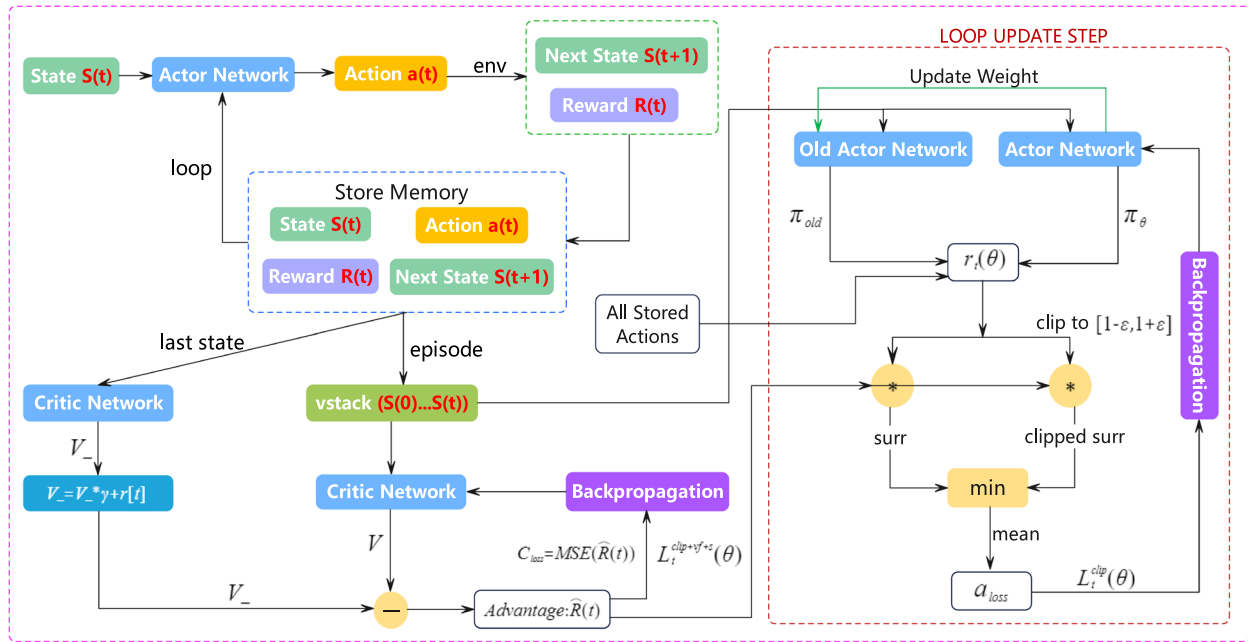 LOOP UPDATE STEP
State S(t)
Actor Network
Action a(t)
env
Next State S(t+1)
Reward R(t)
Update Weight
Old Actor Network
Actor Network
loop
Store Memory
State S(t)
Action a(t)
Reward R(t)
Next State S(t+1)
π_old
π_θ
r_t(θ)
All Stored
Actions
clip to [1-ε,1+ε]
Backpropagation
last state
episode
Critic Network
vstack (S(0)...S(t))
*
*
surr
clipped surr
V_
V_=V_*γ+r[t]
Critic Network
Backpropagation
min
V
C_loss=MSE(R̂(t))
L_t^clip+vf+s(θ)
mean
V_
−
Advantage:R̂(t)
a_loss
L_t^clip(θ)